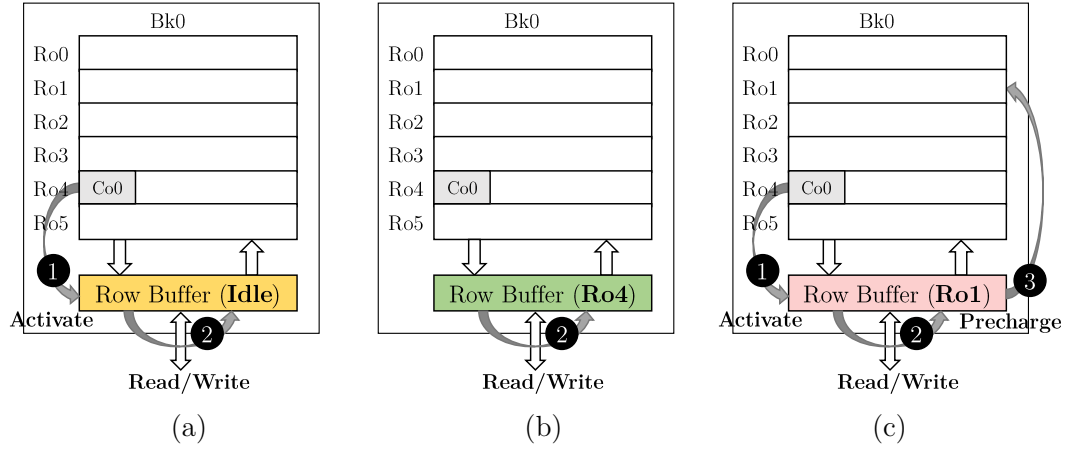 Bk0
Ro0
Ro1
Ro2
Ro3
Ro4 Co0
Ro5
1
Row Buffer (Idle)
Activate
2
Read/Write
(a)
Bk0
Ro0
Ro1
Ro2
Ro3
Ro4 Co0
Ro5
Row Buffer (Ro4)
2
Read/Write
(b)
Bk0
Ro0
Ro1
Ro2
Ro3
Ro4 Co0
Ro5
1
3
Row Buffer (Ro1)
Activate
2
Precharge
Read/Write
(c)